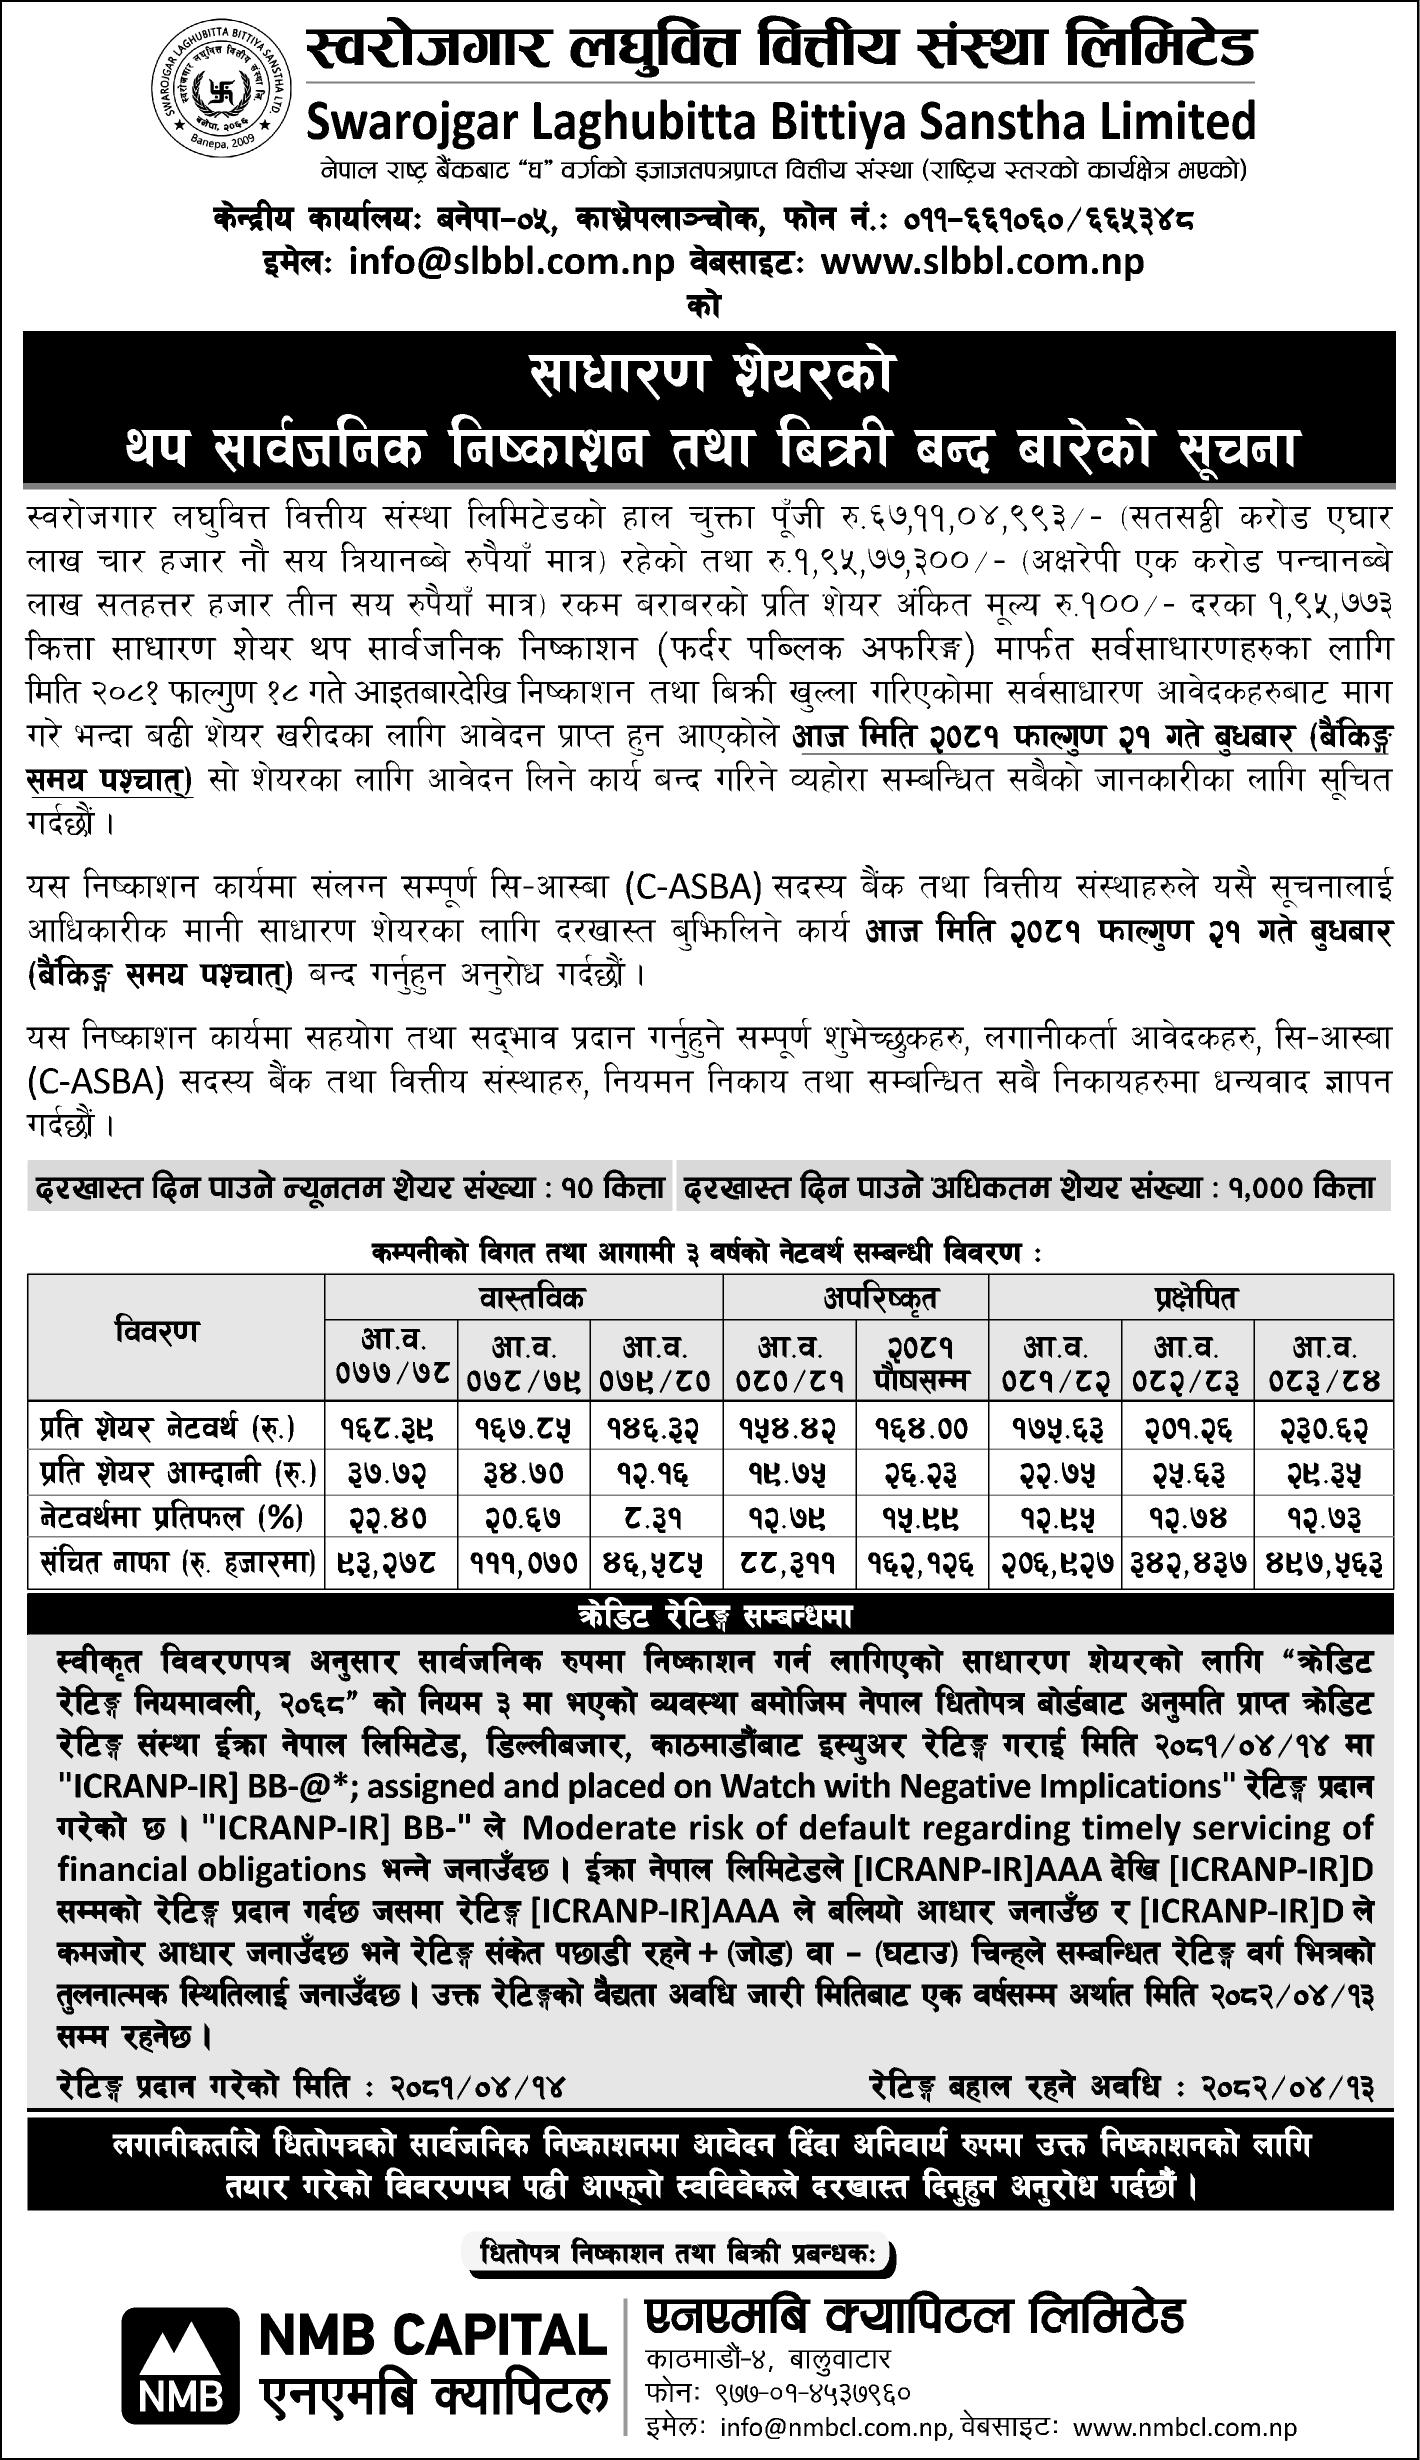 SWAROJGAR LAGHUBITTA BITTIYA SANSTHA LTD.
स्वरोजगार लघुवित्त वित्तीय संस्था लि.
बनेपा, २०६६
Banepa, 2009
स्वरोजगार लघुवित्त वित्तीय संस्था लिमिटेड
Swarojgar Laghubitta Bittiya Sanstha Limited
नेपाल राष्ट्र बैंकबाट “घ” वर्गको इजाजतपत्रप्राप्त वित्तीय संस्था (राष्ट्रिय स्तरको कार्यक्षेत्र भएको)
केन्द्रीय कार्यालयः बनेपा-०५, काभ्रेपलाञ्चोक, फोन नं.: ०११-६६१०६०/६६५३४८
इमेलः info@slbbl.com.np वेबसाइटः www.slbbl.com.np
को
साधारण शेयरको
थप सार्वजनिक निष्काशन तथा बिक्री बन्द बारेको सूचना
स्वरोजगार लघुवित्त वित्तीय संस्था लिमिटेडको हाल चुक्ता पूँजी रु.६७,११,०४,९९३/- (सतसठ्ठी करोड एघार
लाख चार हजार नौ सय त्रियानब्बे रुपैयाँ मात्र) रहेको तथा रु.१,९५,७७,३००/- (अक्षरेपी एक करोड पन्चानब्बे
लाख सतहत्तर हजार तीन सय रुपैयाँ मात्र) रकम बराबरको प्रति शेयर अंकित मूल्य रु.१००/- दरका १,९५,७७३
कित्ता साधारण शेयर थप सार्वजनिक निष्काशन (फर्दर पब्लिक अफरिङ्ग) मार्फत सर्वसाधारणहरुका लागि
मिति २०८१ फाल्गुण १८ गते आइतबारदेखि निष्काशन तथा बिक्री खुल्ला गरिएकोमा सर्वसाधारण आवेदकहरुबाट माग
गरे भन्दा बढी शेयर खरीदका लागि आवेदन प्राप्त हुन आएकोले आज मिति २०८१ फाल्गुण २१ गते बुधबार (बैंकिङ्ग
समय पश्चात्) सो शेयरका लागि आवेदन लिने कार्य बन्द गरिने व्यहोरा सम्बन्धित सबैको जानकारीका लागि सूचित
गर्दछौं ।
यस निष्काशन कार्यमा संलग्न सम्पूर्ण सि-आस्बा (C-ASBA) सदस्य बैंक तथा वित्तीय संस्थाहरुले यसै सूचनालाई
आधिकारीक मानी साधारण शेयरका लागि दरखास्त बुझिलिने कार्य आज मिति २०८१ फाल्गुण २१ गते बुधबार
(बैंकिङ्ग समय पश्चात्) बन्द गर्नुहुन अनुरोध गर्दछौं ।
यस निष्काशन कार्यमा सहयोग तथा सद्‌भाव प्रदान गर्नुहुने सम्पूर्ण शुभेच्छुकहरु, लगानीकर्ता आवेदकहरु, सि-आस्बा
(C-ASBA) सदस्य बैंक तथा वित्तीय संस्थाहरु, नियमन निकाय तथा सम्बन्धित सबै निकायहरुमा धन्यवाद ज्ञापन
गर्दछौं ।
दरखास्त दिन पाउने न्यूनतम शेयर संख्या : १० कित्ता दरखास्त दिन पाउने अधिकतम शेयर संख्या : १,००० कित्ता
कम्पनीको विगत तथा आगामी ३ वर्षको नेटवर्थ सम्बन्धी विवरण :
विवरण वास्तविक अपरिष्कृत प्रक्षेपित
आ.व. ०७७/७८ आ.व. ०७८/७९ आ.व. ०७९/८० आ.व. ०८०/८१ २०८१ पौषसम्म आ.व. ०८१/८२ आ.व. ०८२/८३ आ.व. ०८३/८४
प्रति शेयर नेटवर्थ (रु.) १६८.३९ १६७.८५ १४६.३२ १५४.४२ १६४.०० १७५.६३ २०१.२६ २३०.६२
प्रति शेयर आम्दानी (रु.) ३७.७२ ३४.७० १२.१६ १९.७५ २६.२३ २२.७५ २५.६३ २९.३५
नेटवर्थमा प्रतिफल (%) २२.४० २०.६७ ८.३१ १२.७९ १५.९९ १२.९५ १२.७४ १२.७३
संचित नाफा (रु. हजारमा) ९३,२७८ १११,०७० ४६,५८५ ८८,३११ १६२,१२६ २०६,९२७ ३४२,४३७ ४९७,५६३
क्रेडिट रेटिङ्ग सम्बन्धमा
स्वीकृत विवरणपत्र अनुसार सार्वजनिक रुपमा निष्काशन गर्न लागिएको साधारण शेयरको लागि “क्रेडिट
रेटिङ्ग नियमावली, २०६८” को नियम ३ मा भएको व्यवस्था बमोजिम नेपाल धितोपत्र बोर्डबाट अनुमति प्राप्त क्रेडिट
रेटिङ्ग संस्था ईक्रा नेपाल लिमिटेड, डिल्लीबजार, काठमाडौंबाट इस्युअर रेटिङ्ग गराई मिति २०८१/०४/१४ मा
"ICRANP-IR] BB-@*; assigned and placed on Watch with Negative Implications" रेटिङ्ग प्रदान
गरेको छ । "ICRANP-IR] BB-" ले Moderate risk of default regarding timely servicing of
financial obligations भन्ने जनाउँदछ । ईक्रा नेपाल लिमिटेडले [ICRANP-IR]AAA देखि [ICRANP-IR]D
सम्मको रेटिङ्ग प्रदान गर्दछ जसमा रेटिङ्ग [ICRANP-IR]AAA ले बलियो आधार जनाउँछ र [ICRANP-IR]D ले
कमजोर आधार जनाउँदछ भने रेटिङ्ग संकेत पछाडी रहने + (जोड) वा – (घटाउ) चिन्हले सम्बन्धित रेटिङ्ग वर्ग भित्रको
तुलनात्मक स्थितिलाई जनाउँदछ । उक्त रेटिङ्गको वैद्यता अवधि जारी मितिबाट एक वर्षसम्म अर्थात मिति २०८२/०४/१३
सम्म रहनेछ ।
रेटिङ्ग प्रदान गरेको मिति : २०८१/०४/१४ रेटिङ्ग बहाल रहने अवधि : २०८२/०४/१३
लगानीकर्ताले धितोपत्रको सार्वजनिक निष्काशनमा आवेदन दिंदा अनिवार्य रुपमा उक्त निष्काशनको लागि
तयार गरेको विवरणपत्र पढी आफ्‌नो स्वविवेकले दरखास्त दिनुहुन अनुरोध गर्दछौं ।
धितोपत्र निष्काशन तथा बिक्री प्रबन्धकः
NMB
NMB CAPITAL
एनएमबि क्यापिटल
एनएमबि क्यापिटल लिमिटेड
काठमाडौं-४, बालुवाटार
फोनः ९७७-०१-४५३७९६०
इमेलः info@nmbcl.com.np, वेबसाइटः www.nmbcl.com.np